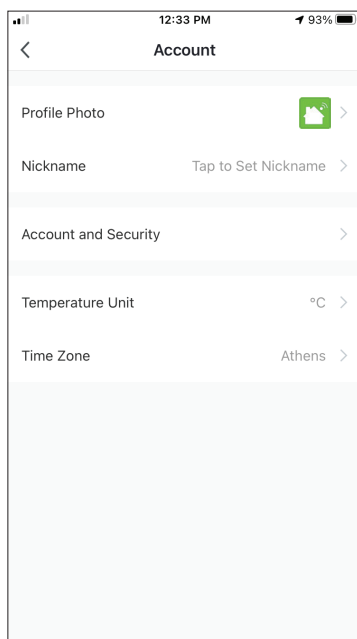 12:33 PM 93%
Account
Profile Photo
Nickname Tap to Set Nickname
Account and Security
Temperature Unit °C
Time Zone Athens